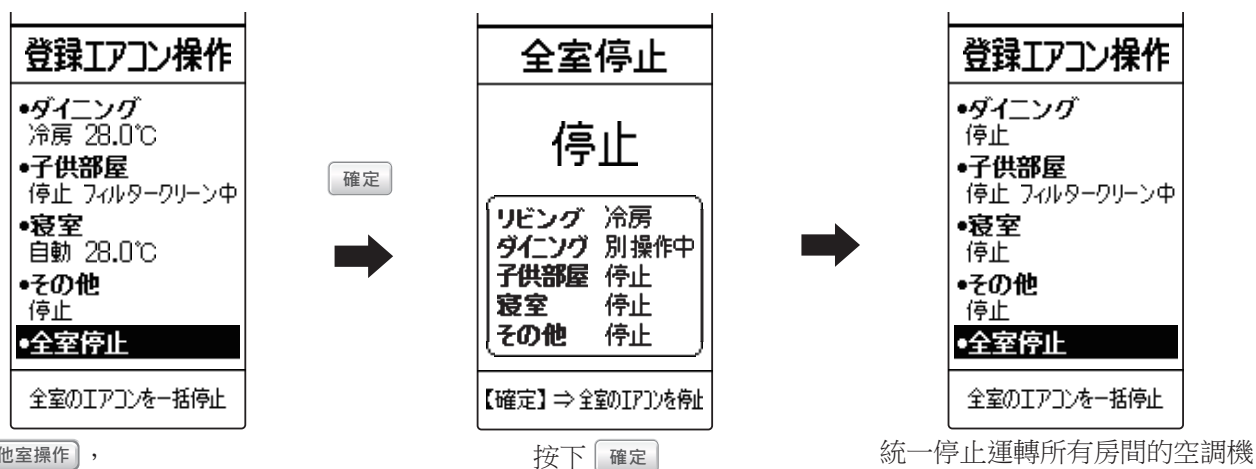 登録エアコン操作
•ダイニング
冷房 28.0℃
•子供部屋
停止 フィルタークリーン中
•寝室
自動 28.0℃
•その他
停止
•全室停止
全室のエアコンを一括停止
他室操作，
確定
全室停止
停止
リビング 冷房
ダイニング 別操作中
子供部屋 停止
寝室 停止
その他 停止
【確定】⇒全室のエアコンを停止
按下 確定
登録エアコン操作
•ダイニング
停止
•子供部屋
停止 フィルタークリーン中
•寝室
停止
•その他
停止
•全室停止
全室のエアコンを一括停止
統一停止運轉所有房間的空調機